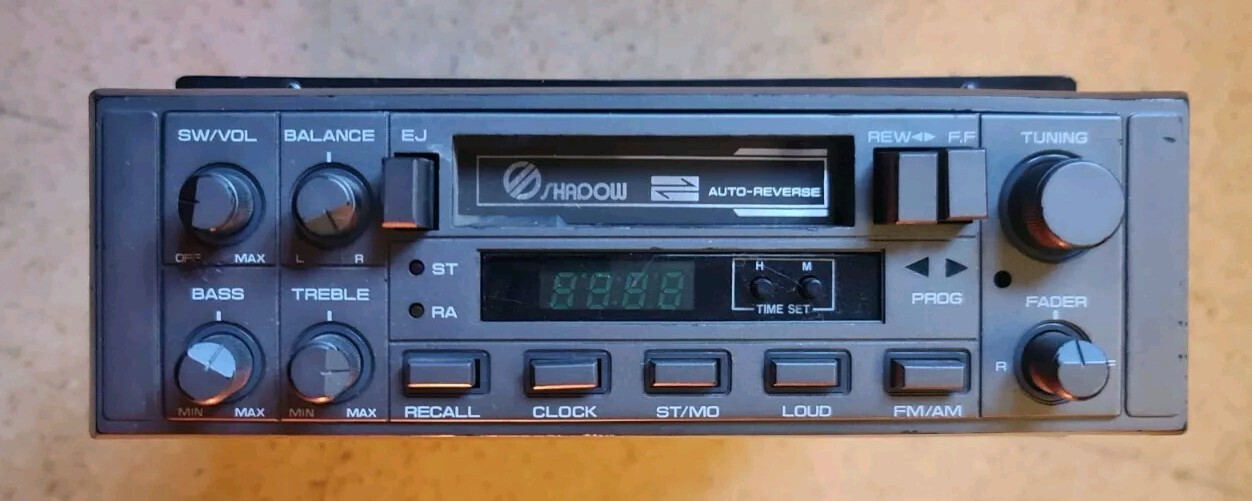 SW/VOL BALANCE EJ REW F.F TUNING
SHADOW AUTO-REVERSE
OFF MAX L R
ST H M
TIME SET
PROG
BASS TREBLE RA FADER
R F
MIN MAX MIN MAX
RECALL CLOCK ST/MO LOUD FM/AM